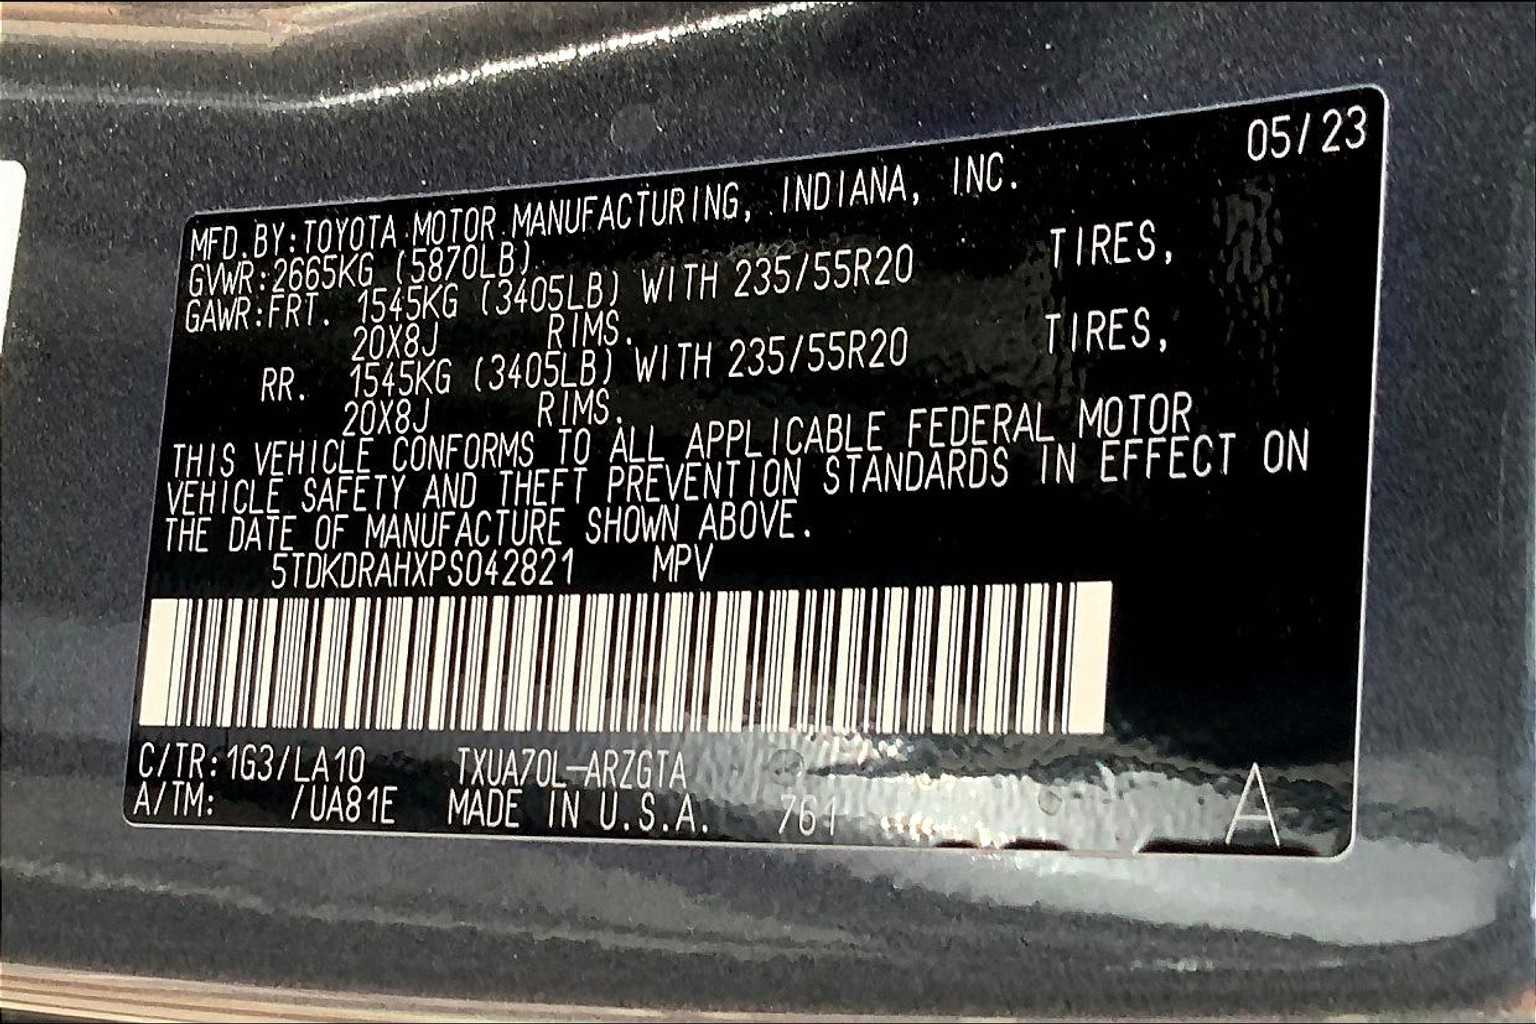 05/23
MFD.BY:TOYOTA MOTOR MANUFACTURING, INDIANA, INC.
GVWR:2665KG (5870LB)
GAWR:FRT. 1545KG (3405LB) WITH 235/55R20 TIRES,
20X8J RIMS.
RR. 1545KG (3405LB) WITH 235/55R20 TIRES,
20X8J RIMS.
THIS VEHICLE CONFORMS TO ALL APPLICABLE FEDERAL MOTOR
VEHICLE SAFETY AND THEFT PREVENTION STANDARDS IN EFFECT ON
THE DATE OF MANUFACTURE SHOWN ABOVE.
5TDKDRAHXPS042821 MPV
C/TR:1G3/LA10 TXUA70L-ARZGTA
A/TM: /UA81E MADE IN U.S.A. 761 A